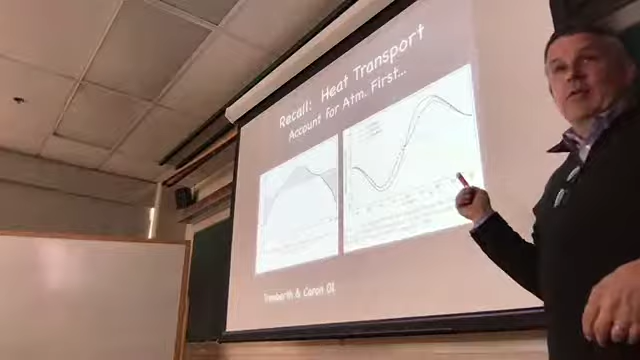 Recall: Heat Transport
Account for Atm. First...
Trenberth & Caron 01